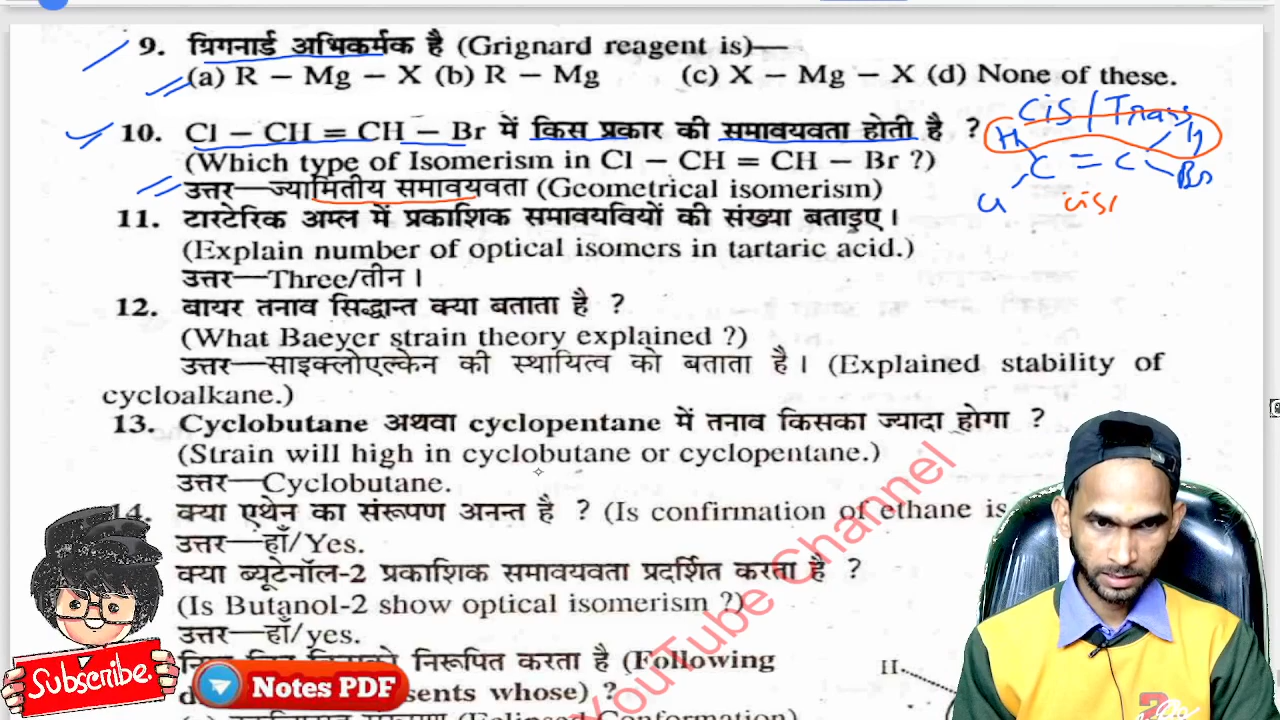 9. ग्रिगनार्ड अभिकर्मक है (Grignard reagent is)—
(a) R – Mg – X (b) R – Mg (c) X – Mg – X (d) None of these.
10. Cl – CH = CH – Br में किस प्रकार की समावयवता होती है ?
(Which type of Isomerism in Cl – CH = CH – Br ?)
उत्तर—ज्यामितीय समावयवता (Geometrical isomerism)
cis/Trans
H H
C = C
Cl Br
cis
11. टारटेरिक अम्ल में प्रकाशिक समावयवियों की संख्या बताइए।
(Explain number of optical isomers in tartaric acid.)
उत्तर—Three/तीन।
12. बायर तनाव सिद्धान्त क्या बताता है ?
(What Baeyer strain theory explained ?)
उत्तर—साइक्लोएल्केन की स्थायित्व को बताता है। (Explained stability of
cycloalkane.)
13. Cyclobutane अथवा cyclopentane में तनाव किसका ज्यादा होगा ?
(Strain will high in cyclobutane or cyclopentane.)
उत्तर—Cyclobutane.
14. क्या एथेन का संरूपण अनन्त है ? (Is confirmation of ethane is
उत्तर—हाँ/Yes.
क्या ब्यूटेनॉल-2 प्रकाशिक समावयवता प्रदर्शित करता है ?
(Is Butanol-2 show optical isomerism ?)
उत्तर—हाँ/yes.
निरूपित करता है (Following
sents whose) ?
H
YouTube Channel
Subscribe.
Notes PDF
(Eclipsed Conformation)